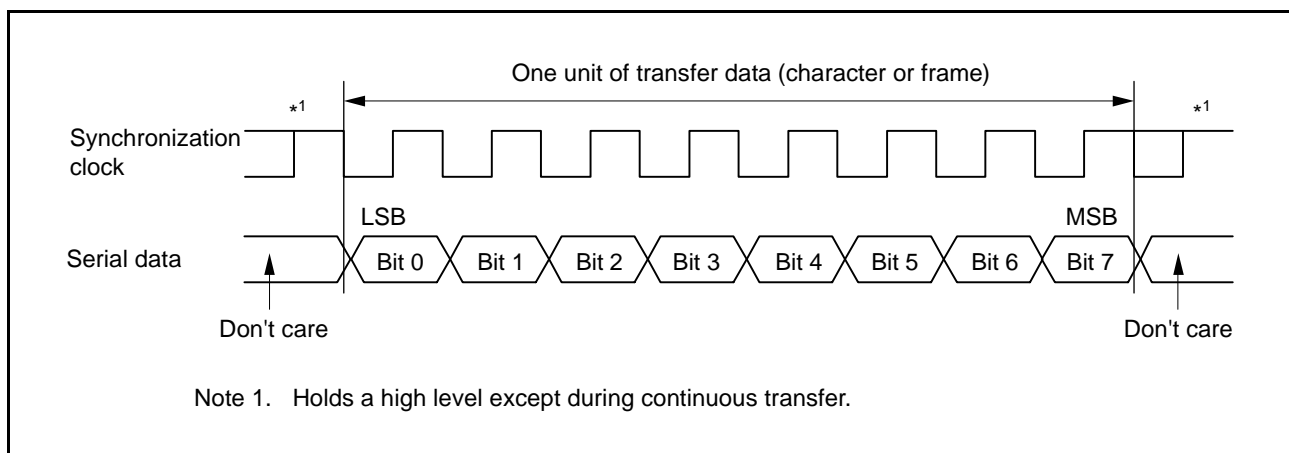 One unit of transfer data (character or frame)
*1 *1
Synchronization
clock
LSB MSB
Serial data Bit 0 Bit 1 Bit 2 Bit 3 Bit 4 Bit 5 Bit 6 Bit 7
Don't care Don't care
Note 1. Holds a high level except during continuous transfer.